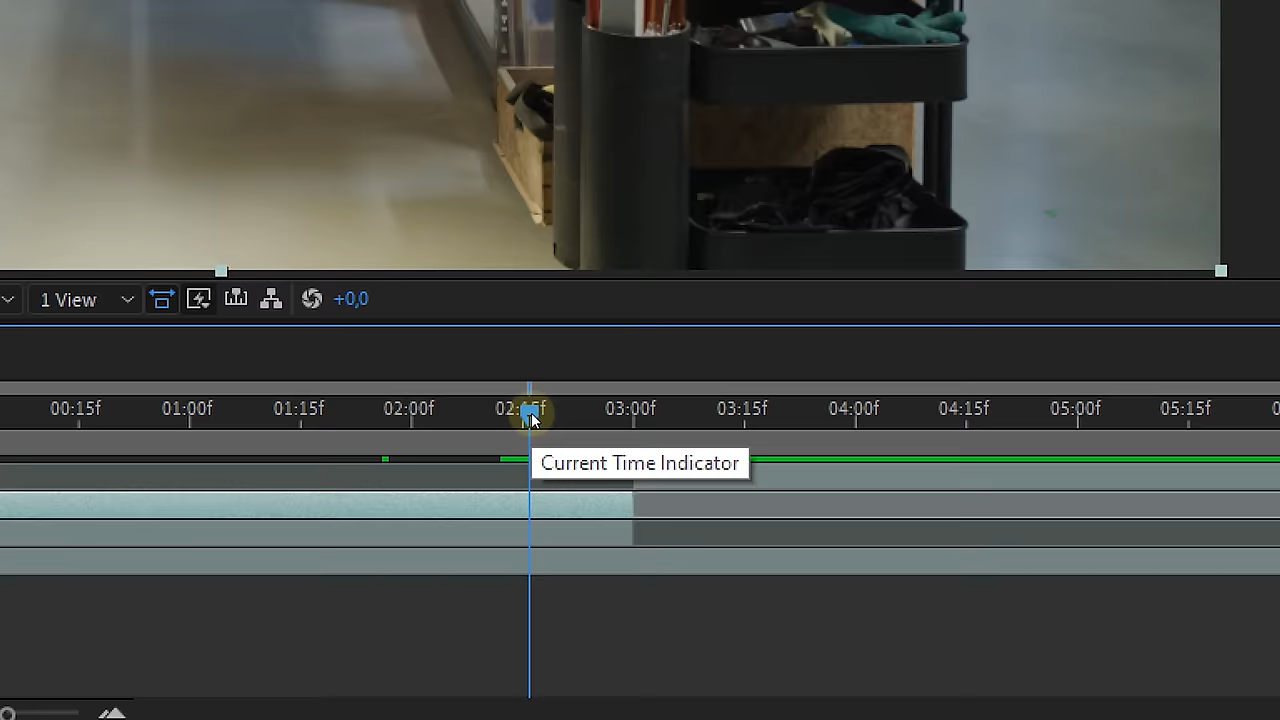 1 View +0,0
00:15f 01:00f 01:15f 02:00f 02:15f 03:00f 03:15f 04:00f 04:15f 05:00f 05:15f
Current Time Indicator